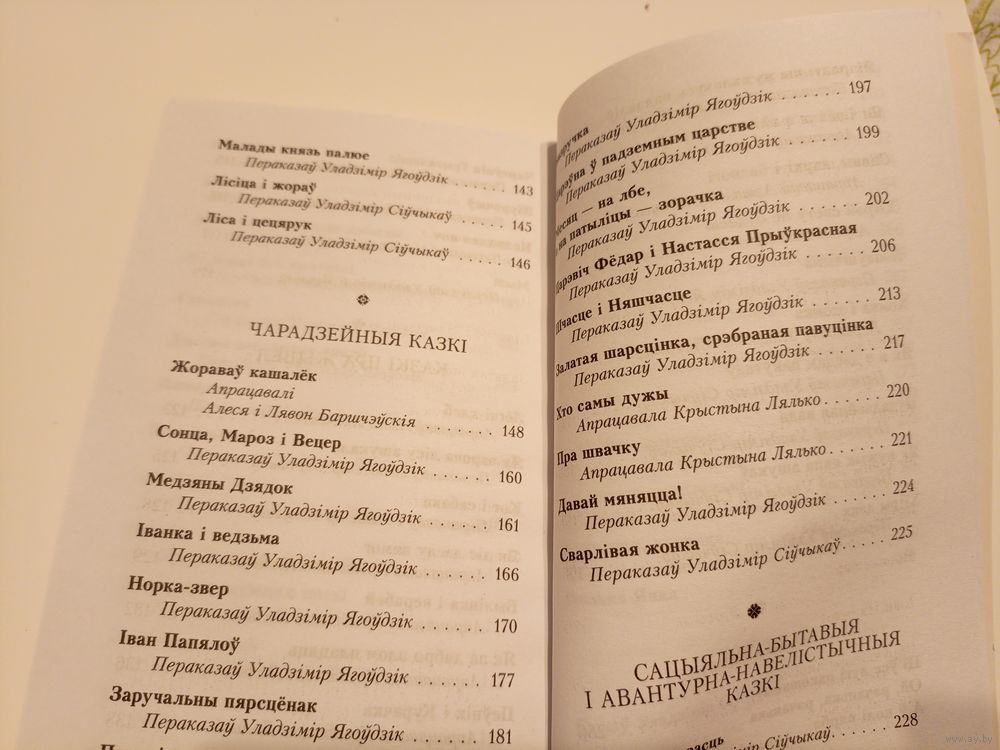 Малады князь палюе
Пераказаў Уладзімір Ягоўдзік . . . . . . . 143
Лісіца і жораў
Пераказаў Уладзімір Сіўчыкаў . . . . . . 145
Ліса і цецярук
Пераказаў Уладзімір Сіўчыкаў . . . . . . 146
ЧАРАДЗЕЙНЫЯ КАЗКІ
Жораваў кашалёк
Апрацавалі
Алеся і Лявон Баршчэўскія . . . . . . . 148
Сонца, Мароз і Вецер
Пераказаў Уладзімір Ягоўдзік . . . . . . 160
Медзяны Дзядок
Пераказаў Уладзімір Ягоўдзік . . . . . . 161
Іванка і ведзьма
Пераказаў Уладзімір Ягоўдзік . . . . . . 166
Норка-звер
Пераказаў Уладзімір Ягоўдзік . . . . . . 170
Іван Папялоў
Пераказаў Уладзімір Ягоўдзік . . . . . . 177
Заручальны пярсцёнак
Пераказаў Уладзімір Ягоўдзік . . . . . . 181
Пераказаў Уладзімір Ягоўдзік . . . . . . 197
ў падземным царстве
Пераказаў Уладзімір Ягоўдзік . . . . . . 199
Месяц — на лбе,
на патыліцы — зорачка
Пераказаў Уладзімір Ягоўдзік . . . . . . 202
Царэвіч Фёдар і Настасся Прыўкрасная
Пераказаў Уладзімір Ягоўдзік . . . . . . 206
Шчасце і Няшчасце
Пераказаў Уладзімір Ягоўдзік . . . . . . 213
Залатая шарсцінка, срэбраная павуцінка
Пераказаў Уладзімір Ягоўдзік . . . . . . 217
Хто самы дужы
Апрацавала Крыстына Лялько . . . . . . 220
Пра швачку
Апрацавала Крыстына Лялько . . . . . . 221
Давай мяняцца!
Пераказаў Уладзімір Ягоўдзік . . . . . . 224
Сварлівая жонка
Пераказаў Уладзімір Сіўчыкаў . . . . . 225
САЦЫЯЛЬНА-БЫТАВЫЯ
І АВАНТУРНА-НАВЕЛІСТЫЧНЫЯ
КАЗКІ
Сіўчыкаў . . . . . 228
www.ay.by